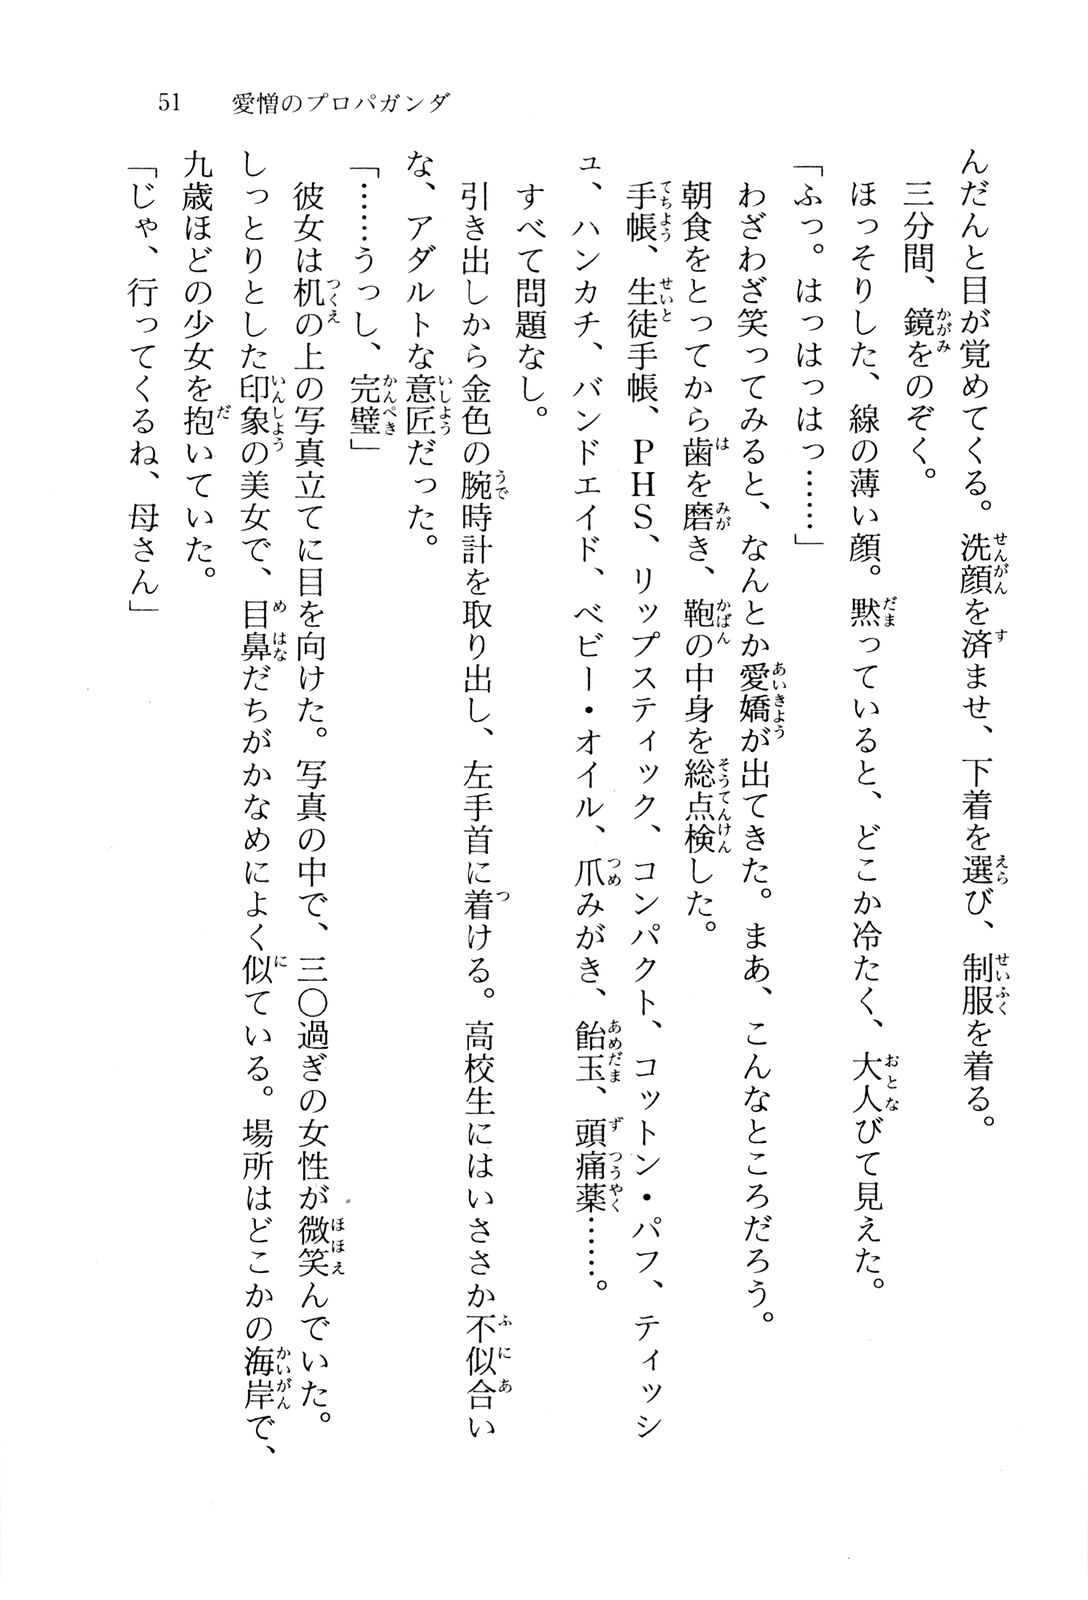 51　愛憎のプロパガンダ
んだんと目が覚めてくる。洗顔を済ませ、下着を選び、制服を着る。
三分間、鏡をのぞく。
ほっそりした、線の薄い顔。黙っていると、どこか冷たく、大人びて見えた。
「ふっ。はっはっはっ……」
わざわざ笑ってみると、なんとか愛嬌が出てきた。まあ、こんなところだろう。
朝食をとってから歯を磨き、鞄の中身を総点検した。
手帳、生徒手帳、ＰＨＳ、リップスティック、コンパクト、コットン・パフ、ティッシ
ュ、ハンカチ、バンドエイド、ベビー・オイル、爪みがき、飴玉、頭痛薬……。
すべて問題なし。
引き出しから金色の腕時計を取り出し、左手首に着ける。高校生にはいささか不似合い
な、アダルトな意匠だった。
「……うっし、完璧」
彼女は机の上の写真立てに目を向けた。写真の中で、三〇過ぎの女性が微笑んでいた。
しっとりとした印象の美女で、目鼻だちがかなめによく似ている。場所はどこかの海岸で、
九歳ほどの少女を抱いていた。
「じゃ、行ってくるね、母さん」